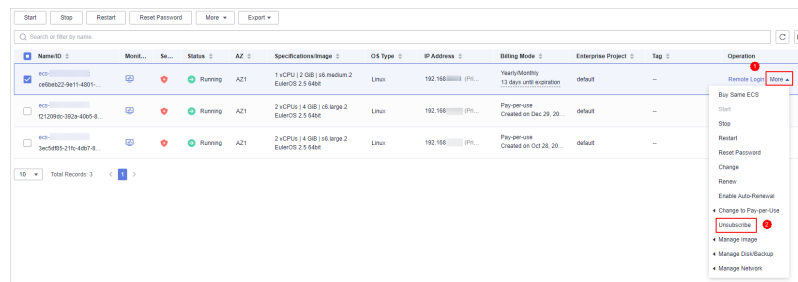 Start Stop Restart Reset Password More Export
Search or filter by name.
Name/ID Monit... Se... Status AZ Specifications/Image OS Type IP Address Billing Mode Enterprise Project Tag Operation
1
ecs-
ce6beb22-9e11-4801-... Running AZ1 1 vCPU | 2 GiB | s6.medium.2
EulerOS 2.5 64bit Linux 192.168 (Pri... Yearly/Monthly
13 days until expiration default -- Remote Login More
ecs-
f21209dc-392a-40b5-8... Running AZ1 2 vCPUs | 4 GiB | s6.large.2
EulerOS 2.5 64bit Linux 192.168 (Pri... Pay-per-use
Created on Dec 29, 20... default --
ecs-
3ec5df85-21fc-4db7-8... Running AZ1 2 vCPUs | 4 GiB | s6.large.2
EulerOS 2.5 64bit Linux 192.168 (Pri... Pay-per-use
Created on Oct 28, 20... default --
10 Total Records: 3 1
Buy Same ECS
Start
Stop
Restart
Reset Password
Change
Renew
Enable Auto-Renewal
Change to Pay-per-Use
Unsubscribe 2
Manage Image
Manage Disk/Backup
Manage Network